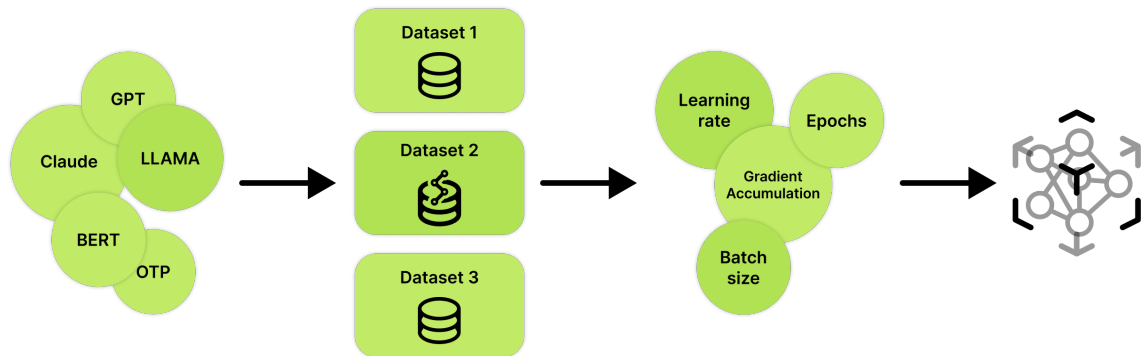 GPT
Claude
LLAMA
BERT
OTP
Dataset 1
Dataset 2
Dataset 3
Learning
rate
Epochs
Gradient
Accumulation
Batch
size